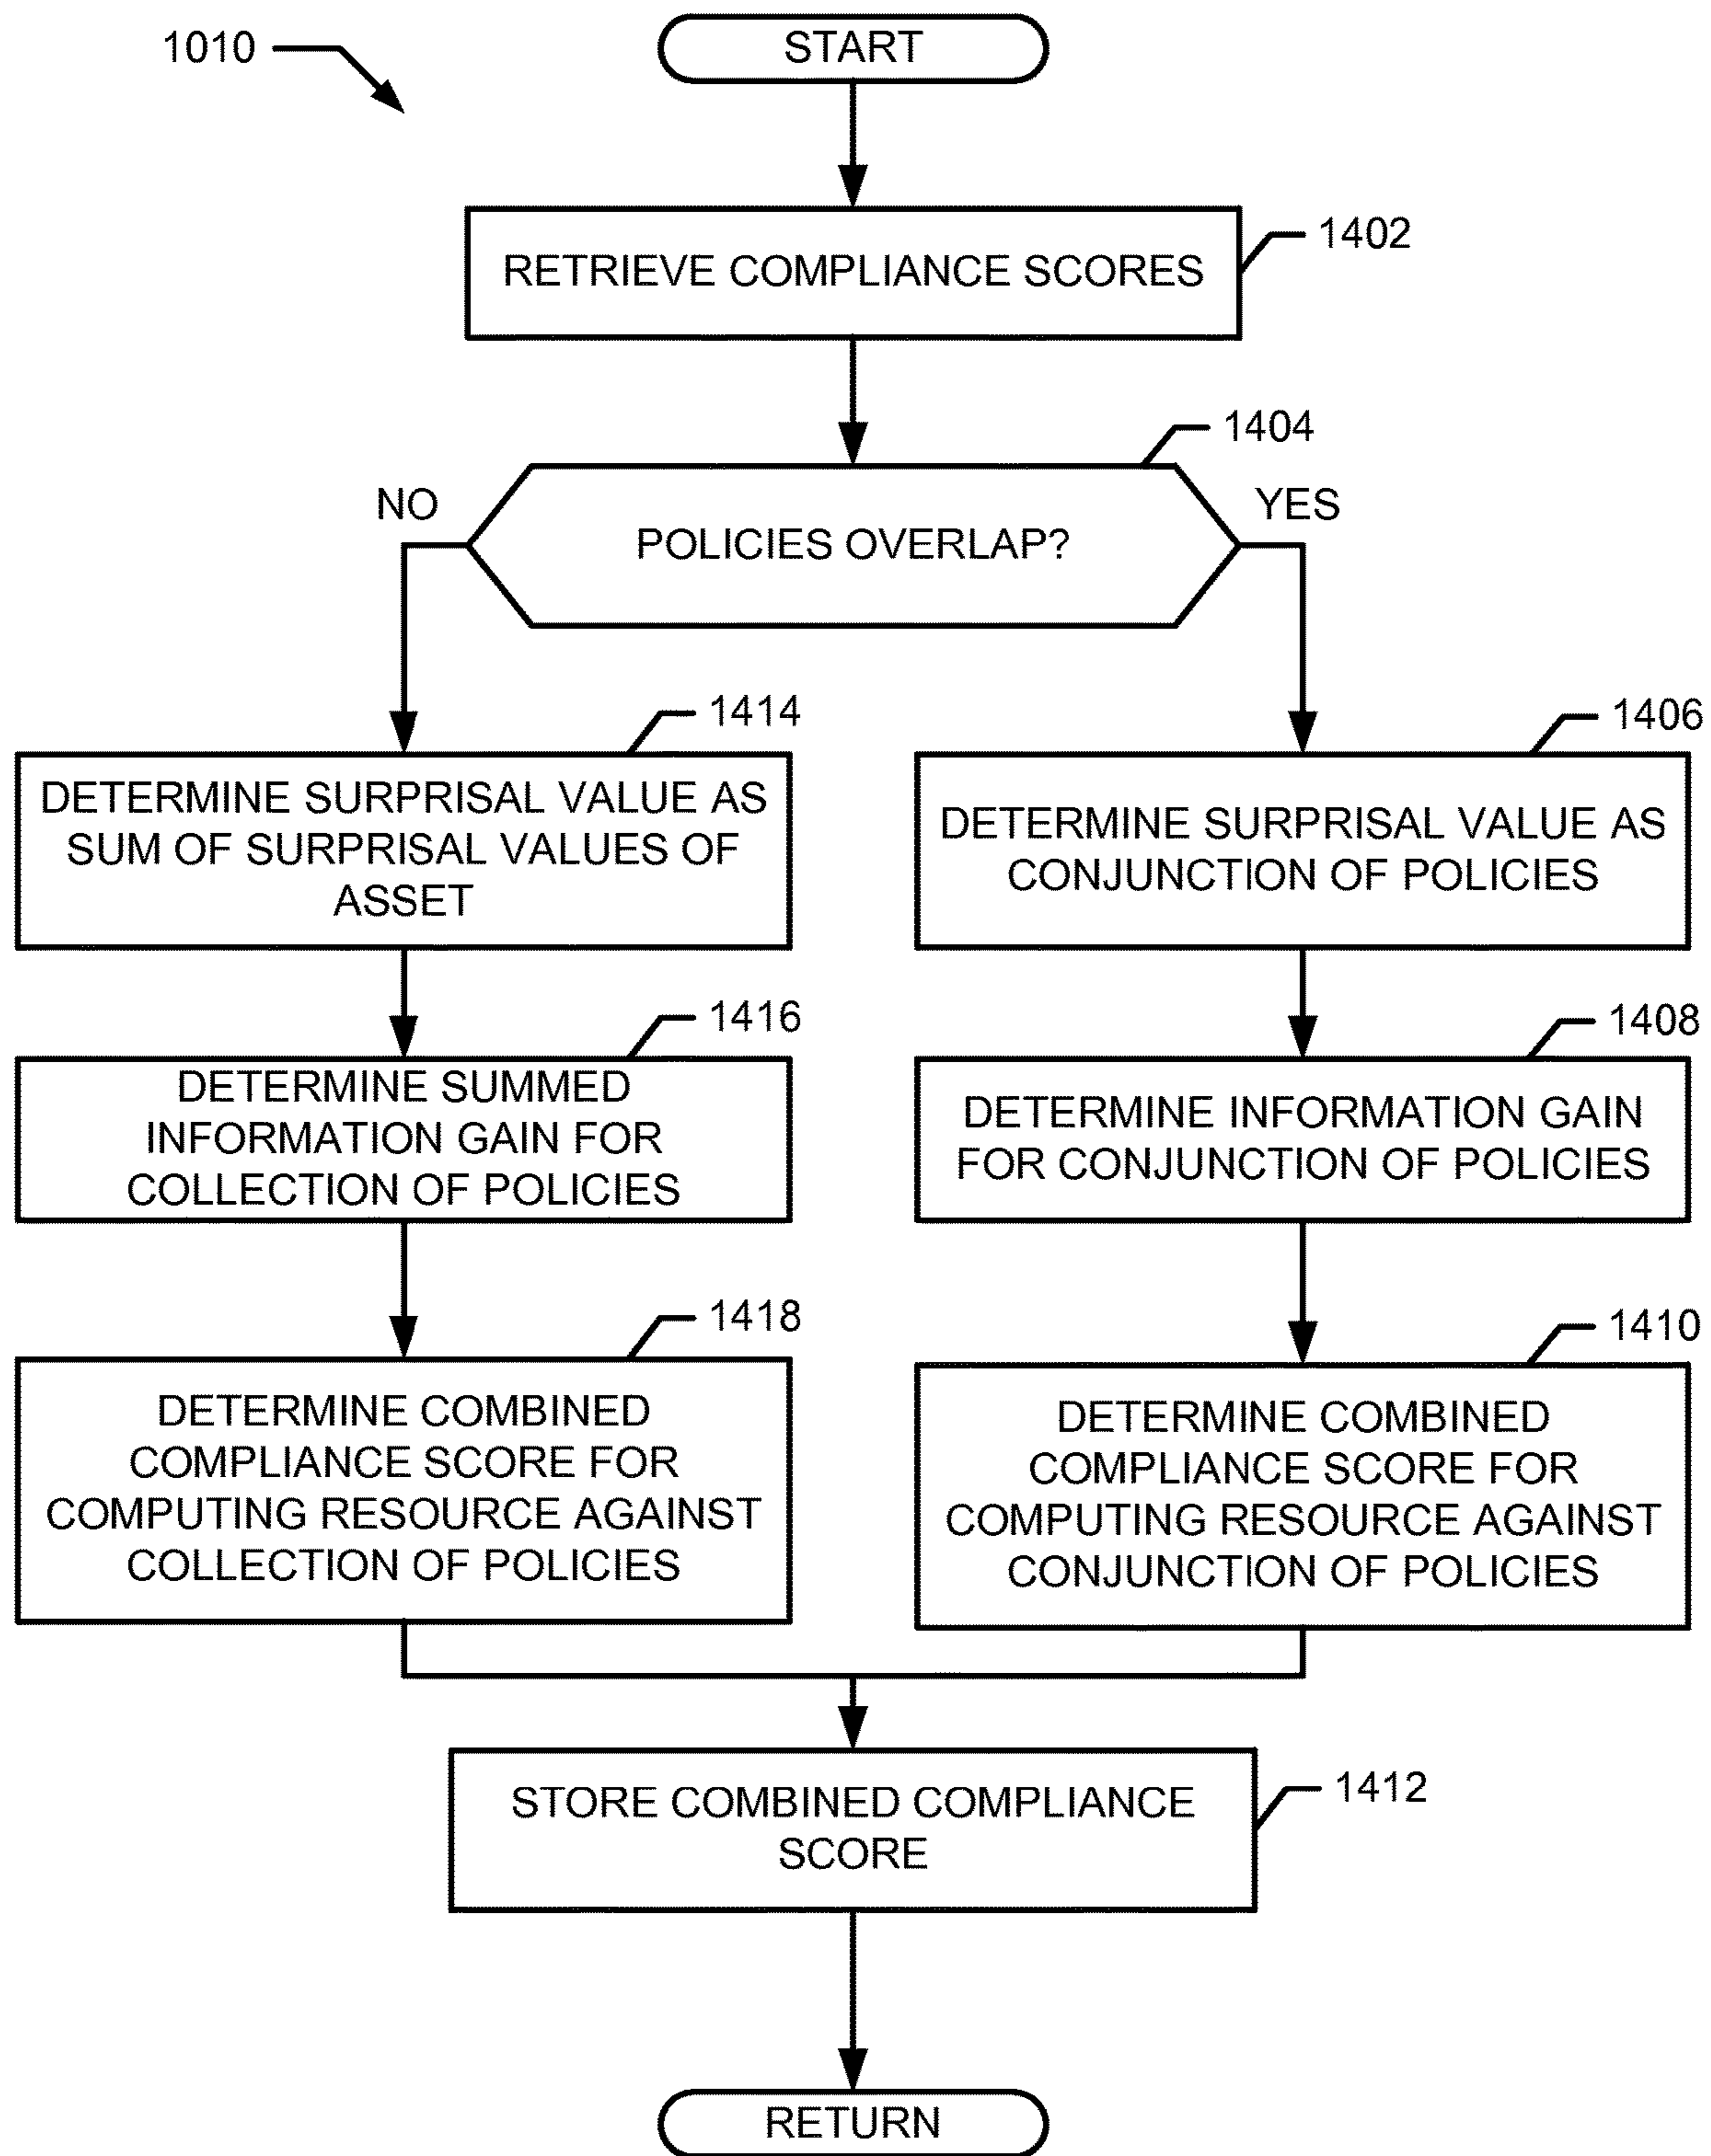 1010
START
RETRIEVE COMPLIANCE SCORES
1402
1404
NO
YES
POLICIES OVERLAP?
1414
DETERMINE SURPRISAL VALUE AS
SUM OF SURPRISAL VALUES OF
ASSET
1406
DETERMINE SURPRISAL VALUE AS
CONJUNCTION OF POLICIES
1416
DETERMINE SUMMED
INFORMATION GAIN FOR
COLLECTION OF POLICIES
1408
DETERMINE INFORMATION GAIN
FOR CONJUNCTION OF POLICIES
1418
DETERMINE COMBINED
COMPLIANCE SCORE FOR
COMPUTING RESOURCE AGAINST
COLLECTION OF POLICIES
1410
DETERMINE COMBINED
COMPLIANCE SCORE FOR
COMPUTING RESOURCE AGAINST
CONJUNCTION OF POLICIES
STORE COMBINED COMPLIANCE
SCORE
1412
RETURN